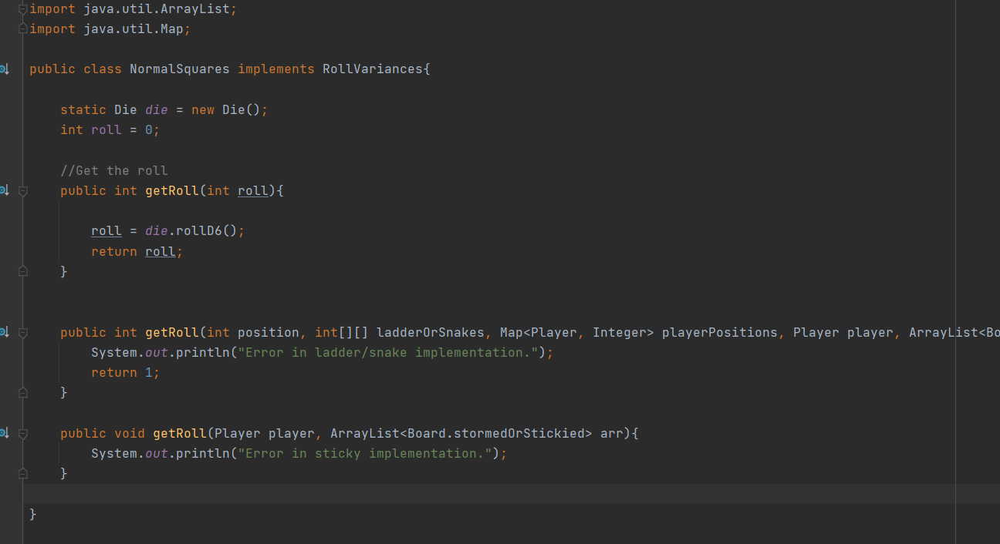 import java.util.ArrayList;
import java.util.Map;
public class NormalSquares implements RollVariances{
static Die die = new Die();
int roll = 0;
//Get the roll
public int getRoll(int roll){
roll = die.rollD6();
return roll;
}
public int getRoll(int position, int[][] ladderOrSnakes, Map<Player, Integer> playerPositions, Player player, ArrayList<Bo
System.out.println("Error in ladder/snake implementation.");
return 1;
}
public void getRoll(Player player, ArrayList<Board.stormedOrStickied> arr){
System.out.println("Error in sticky implementation.");
}
}